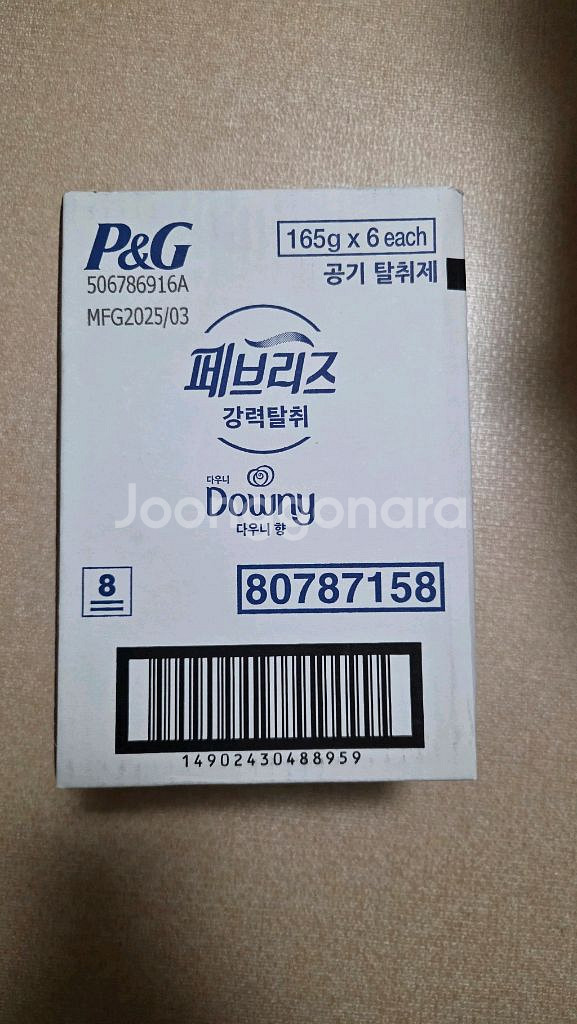 P&G
506786916A
MFG2025/03
165g x 6 each
공기 탈취제
페브리즈
강력탈취
다우니
Downy
다우니 향
Joonggonara
8
80787158
14902430488959